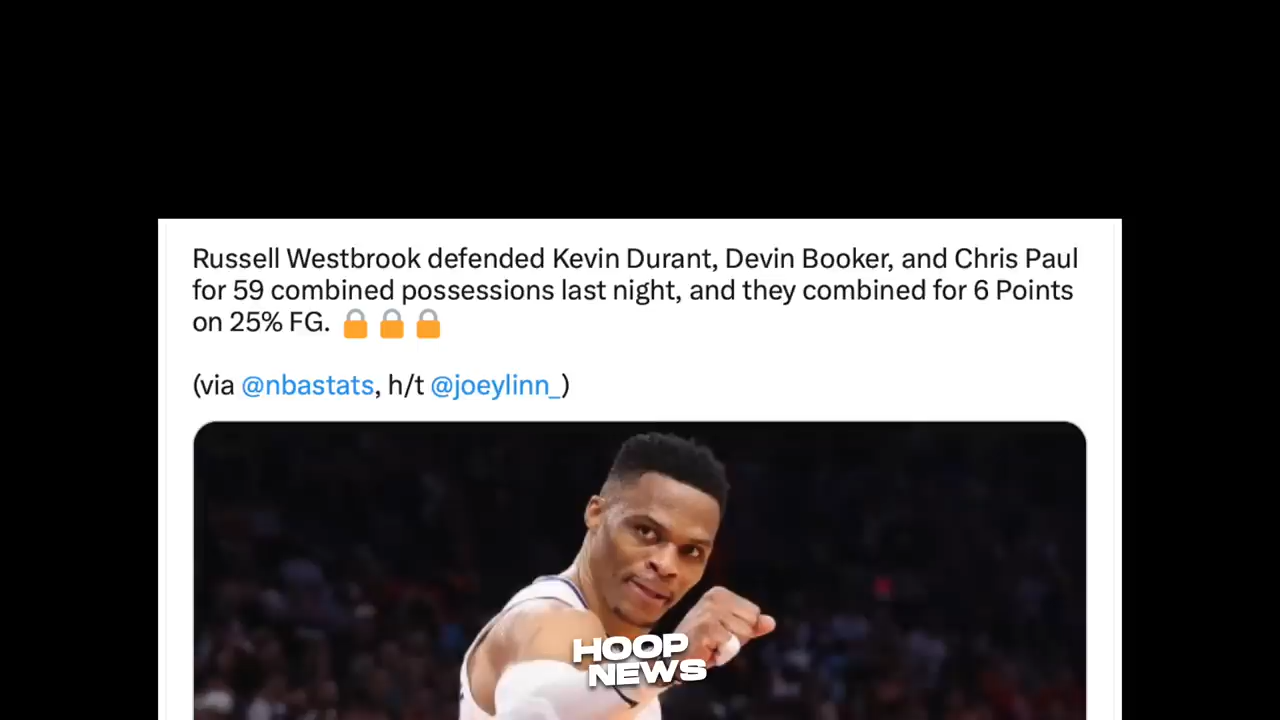 Russell Westbrook defended Kevin Durant, Devin Booker, and Chris Paul
for 59 combined possessions last night, and they combined for 6 Points
on 25% FG. 🔒 🔒 🔒
(via @nbastats, h/t @joeylinn_)
HOOP
NEWS